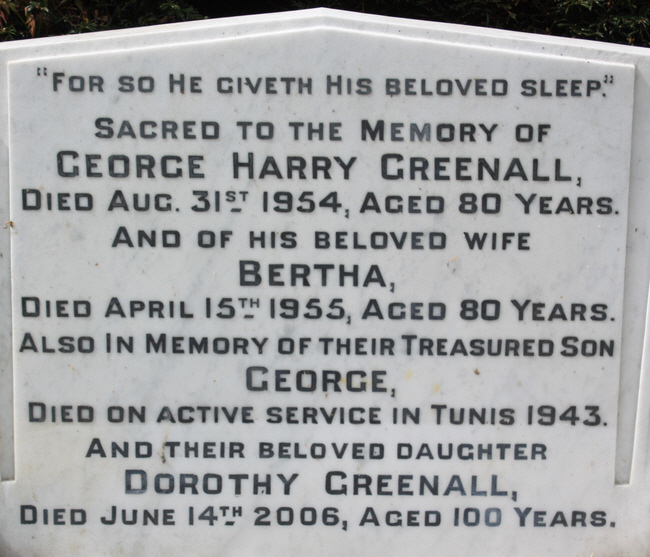 "FOR SO HE GIVETH HIS BELOVED SLEEP."
SACRED TO THE MEMORY OF
GEORGE HARRY GREENALL,
DIED AUG. 31ST 1954, AGED 80 YEARS.
AND OF HIS BELOVED WIFE
BERTHA,
DIED APRIL 15TH 1955, AGED 80 YEARS.
ALSO IN MEMORY OF THEIR TREASURED SON
GEORGE,
DIED ON ACTIVE SERVICE IN TUNIS 1943.
AND THEIR BELOVED DAUGHTER
DOROTHY GREENALL,
DIED JUNE 14TH 2006, AGED 100 YEARS.